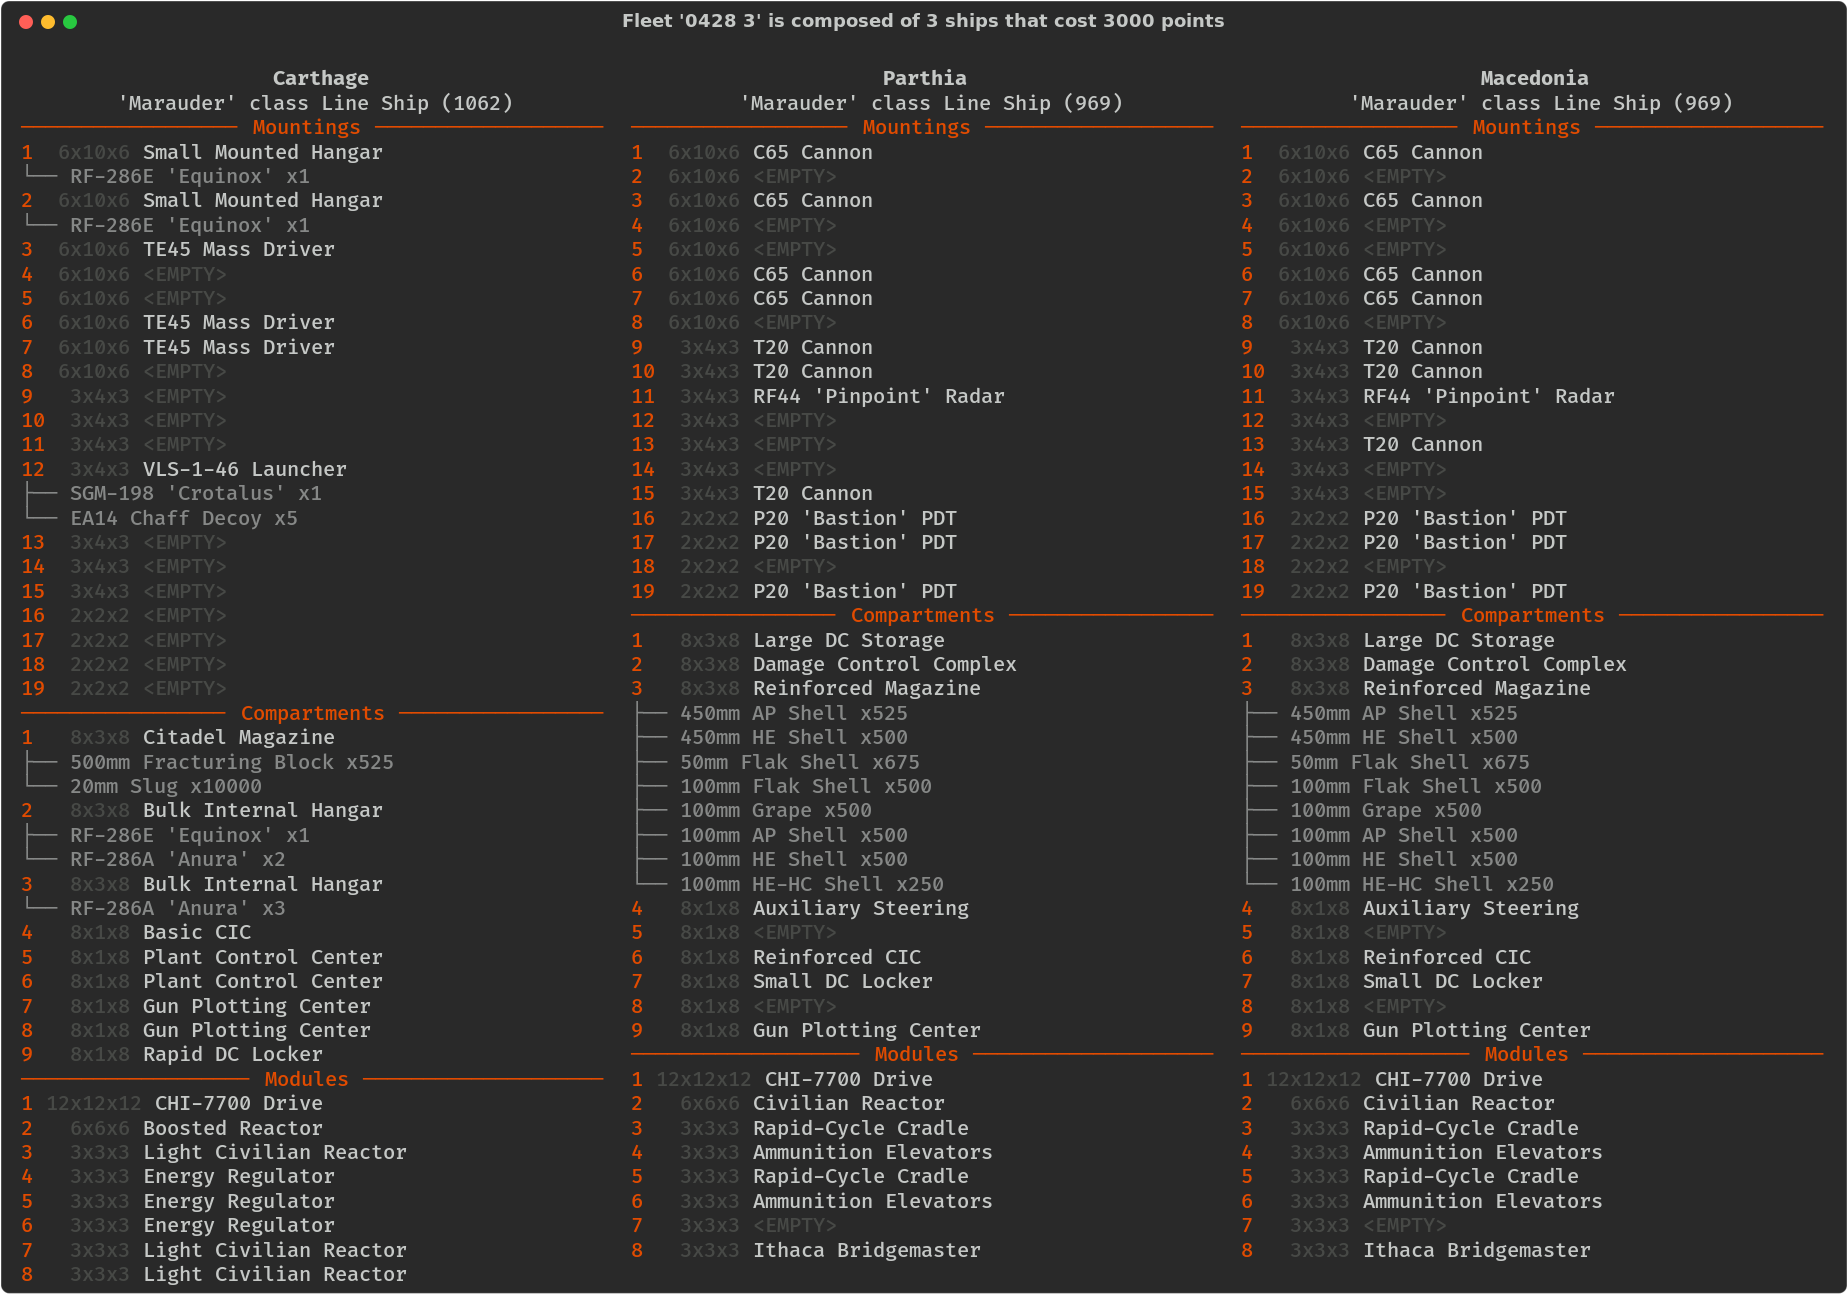 Fleet '0428 3' is composed of 3 ships that cost 3000 points
Carthage
'Marauder' class Line Ship (1062)
Mountings
1 6x10x6 Small Mounted Hangar
RF-286E 'Equinox' x1
2 6x10x6 Small Mounted Hangar
RF-286E 'Equinox' x1
3 6x10x6 TE45 Mass Driver
4 6x10x6 <EMPTY>
5 6x10x6 <EMPTY>
6 6x10x6 TE45 Mass Driver
7 6x10x6 TE45 Mass Driver
8 6x10x6 <EMPTY>
9 3x4x3 <EMPTY>
10 3x4x3 <EMPTY>
11 3x4x3 <EMPTY>
12 3x4x3 VLS-1-46 Launcher
SGM-198 'Crotalus' x1
EA14 Chaff Decoy x5
13 3x4x3 <EMPTY>
14 3x4x3 <EMPTY>
15 3x4x3 <EMPTY>
16 2x2x2 <EMPTY>
17 2x2x2 <EMPTY>
18 2x2x2 <EMPTY>
19 2x2x2 <EMPTY>
Compartments
1 8x3x8 Citadel Magazine
500mm Fracturing Block x525
20mm Slug x10000
2 8x3x8 Bulk Internal Hangar
RF-286E 'Equinox' x1
RF-286A 'Anura' x2
3 8x3x8 Bulk Internal Hangar
RF-286A 'Anura' x3
4 8x1x8 Basic CIC
5 8x1x8 Plant Control Center
6 8x1x8 Plant Control Center
7 8x1x8 Gun Plotting Center
8 8x1x8 Gun Plotting Center
9 8x1x8 Rapid DC Locker
Modules
1 12x12x12 CHI-7700 Drive
2 6x6x6 Boosted Reactor
3 3x3x3 Light Civilian Reactor
4 3x3x3 Energy Regulator
5 3x3x3 Energy Regulator
6 3x3x3 Energy Regulator
7 3x3x3 Light Civilian Reactor
8 3x3x3 Light Civilian Reactor
Parthia
'Marauder' class Line Ship (969)
Mountings
1 6x10x6 C65 Cannon
2 6x10x6 <EMPTY>
3 6x10x6 C65 Cannon
4 6x10x6 <EMPTY>
5 6x10x6 <EMPTY>
6 6x10x6 C65 Cannon
7 6x10x6 C65 Cannon
8 6x10x6 <EMPTY>
9 3x4x3 T20 Cannon
10 3x4x3 T20 Cannon
11 3x4x3 RF44 'Pinpoint' Radar
12 3x4x3 <EMPTY>
13 3x4x3 <EMPTY>
14 3x4x3 <EMPTY>
15 3x4x3 T20 Cannon
16 2x2x2 P20 'Bastion' PDT
17 2x2x2 P20 'Bastion' PDT
18 2x2x2 <EMPTY>
19 2x2x2 P20 'Bastion' PDT
Compartments
1 8x3x8 Large DC Storage
2 8x3x8 Damage Control Complex
3 8x3x8 Reinforced Magazine
450mm AP Shell x525
450mm HE Shell x500
50mm Flak Shell x675
100mm Flak Shell x500
100mm Grape x500
100mm AP Shell x500
100mm HE Shell x500
100mm HE-HC Shell x250
4 8x1x8 Auxiliary Steering
5 8x1x8 <EMPTY>
6 8x1x8 Reinforced CIC
7 8x1x8 Small DC Locker
8 8x1x8 <EMPTY>
9 8x1x8 Gun Plotting Center
Modules
1 12x12x12 CHI-7700 Drive
2 6x6x6 Civilian Reactor
3 3x3x3 Rapid-Cycle Cradle
4 3x3x3 Ammunition Elevators
5 3x3x3 Rapid-Cycle Cradle
6 3x3x3 Ammunition Elevators
7 3x3x3 <EMPTY>
8 3x3x3 Ithaca Bridgemaster
Macedonia
'Marauder' class Line Ship (969)
Mountings
1 6x10x6 C65 Cannon
2 6x10x6 <EMPTY>
3 6x10x6 C65 Cannon
4 6x10x6 <EMPTY>
5 6x10x6 <EMPTY>
6 6x10x6 C65 Cannon
7 6x10x6 C65 Cannon
8 6x10x6 <EMPTY>
9 3x4x3 T20 Cannon
10 3x4x3 T20 Cannon
11 3x4x3 RF44 'Pinpoint' Radar
12 3x4x3 <EMPTY>
13 3x4x3 T20 Cannon
14 3x4x3 <EMPTY>
15 3x4x3 <EMPTY>
16 2x2x2 P20 'Bastion' PDT
17 2x2x2 P20 'Bastion' PDT
18 2x2x2 <EMPTY>
19 2x2x2 P20 'Bastion' PDT
Compartments
1 8x3x8 Large DC Storage
2 8x3x8 Damage Control Complex
3 8x3x8 Reinforced Magazine
450mm AP Shell x525
450mm HE Shell x500
50mm Flak Shell x675
100mm Flak Shell x500
100mm Grape x500
100mm AP Shell x500
100mm HE Shell x500
100mm HE-HC Shell x250
4 8x1x8 Auxiliary Steering
5 8x1x8 <EMPTY>
6 8x1x8 Reinforced CIC
7 8x1x8 Small DC Locker
8 8x1x8 <EMPTY>
9 8x1x8 Gun Plotting Center
Modules
1 12x12x12 CHI-7700 Drive
2 6x6x6 Civilian Reactor
3 3x3x3 Rapid-Cycle Cradle
4 3x3x3 Ammunition Elevators
5 3x3x3 Rapid-Cycle Cradle
6 3x3x3 Ammunition Elevators
7 3x3x3 <EMPTY>
8 3x3x3 Ithaca Bridgemaster